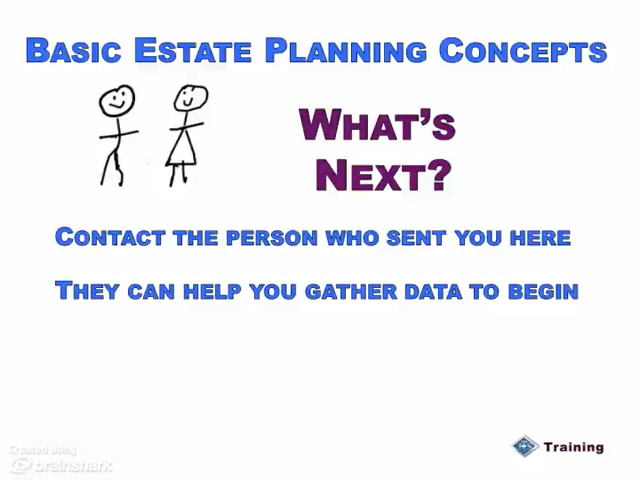 BASIC ESTATE PLANNING CONCEPTS
WHAT'S
NEXT?
CONTACT THE PERSON WHO SENT YOU HERE
THEY CAN HELP YOU GATHER DATA TO BEGIN
Training
Created using
brainshark